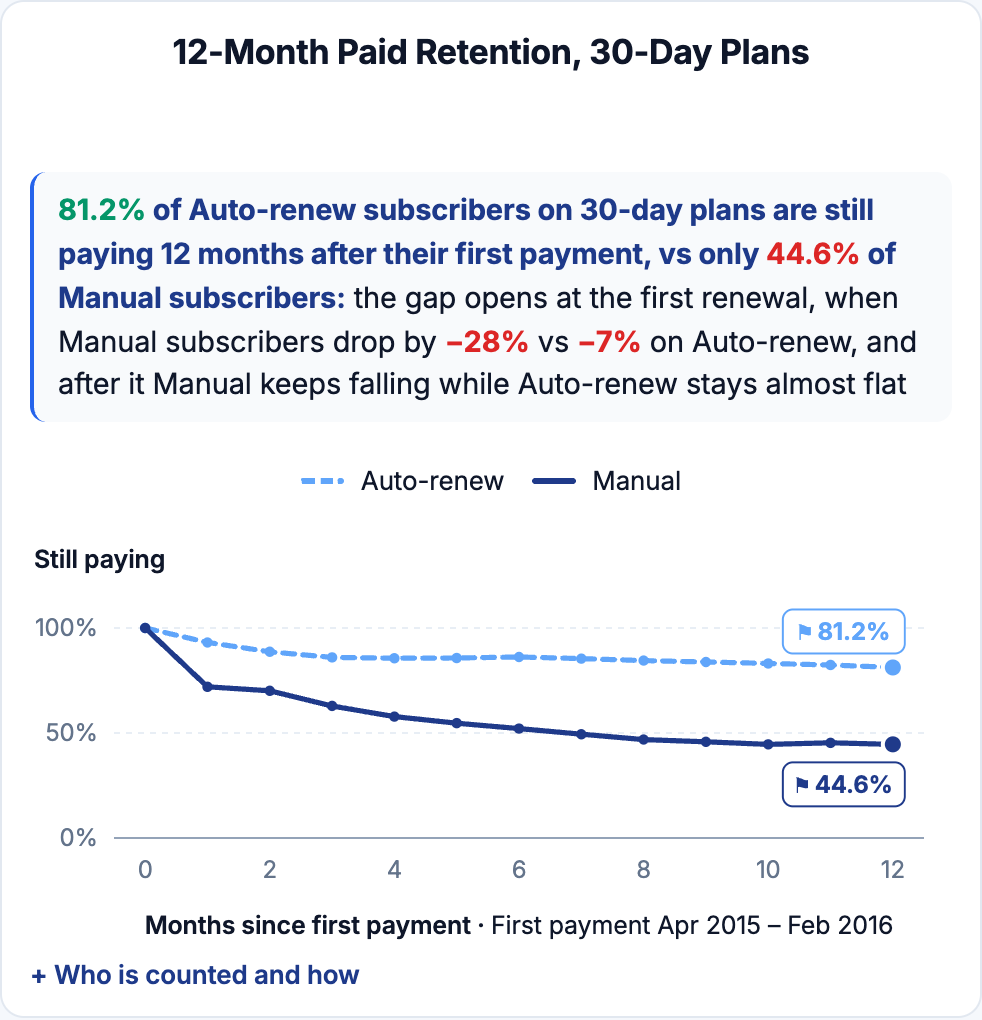 12-Month Paid Retention, 30-Day Plans
81.2% of Auto-renew subscribers on 30-day plans are still
paying 12 months after their first payment, vs only 44.6% of
Manual subscribers: the gap opens at the first renewal, when
Manual subscribers drop by −28% vs −7% on Auto-renew, and
after it Manual keeps falling while Auto-renew stays almost flat
Auto-renew Manual
Still paying
100%
⚑ 81.2%
50%
⚑ 44.6%
0%
0 2 4 6 8 10 12
Months since first payment · First payment Apr 2015 – Feb 2016
+ Who is counted and how